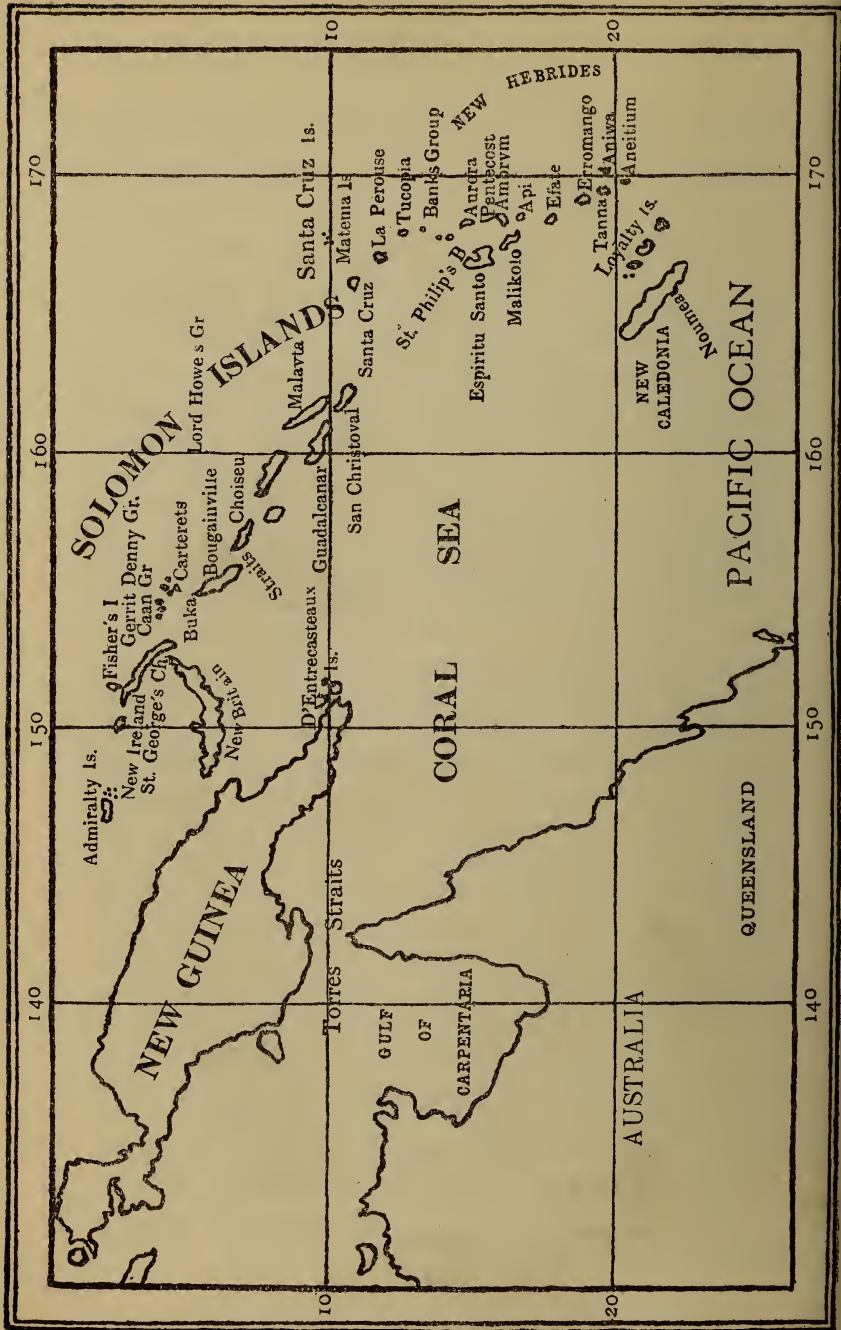 140
150
160
170
10
10
20
20
140
150
160
170
Admiralty Is.
New Ireland
St. George's Ch.
Fisher's I
Gerrit Denny Gr.
Caan Gr
Carterets
Buka
Bougainville
Choiseu
Straits
New Britain
SOLOMON ISLANDS
Lord Howe s Gr
Malayta
Guadalcanar
San Christoval
D'Entrecasteaux
Is.
NEW GUINEA
Torres Straits
Santa Cruz Is.
Matema Is
Santa Cruz
La Perouse
Tucopia
Banks Group
NEW HEBRIDES
St. Philip's B
Aurora
Pentecost
Ambrym
Espiritu Santo
Malikolo
Api
Efate
Erromango
Tanna
Aniwa
Aneitium
Loyalty Is.
NEW
CALEDONIA
Noumea
CORAL SEA
PACIFIC OCEAN
GULF
OF
CARPENTARIA
AUSTRALIA
QUEENSLAND